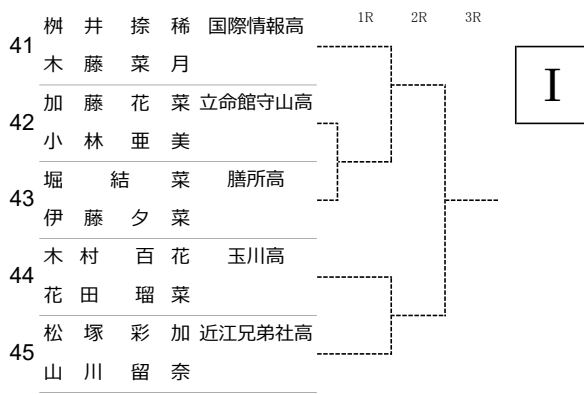 1R 2R 3R
I
41 桝井捺稀 国際情報高
木藤菜月
42 加藤花菜 立命館守山高
小林亜美
43 堀結菜 膳所高
伊藤夕菜
44 木村百花 玉川高
花田瑠菜
45 松塚彩加 近江兄弟社高
山川留奈